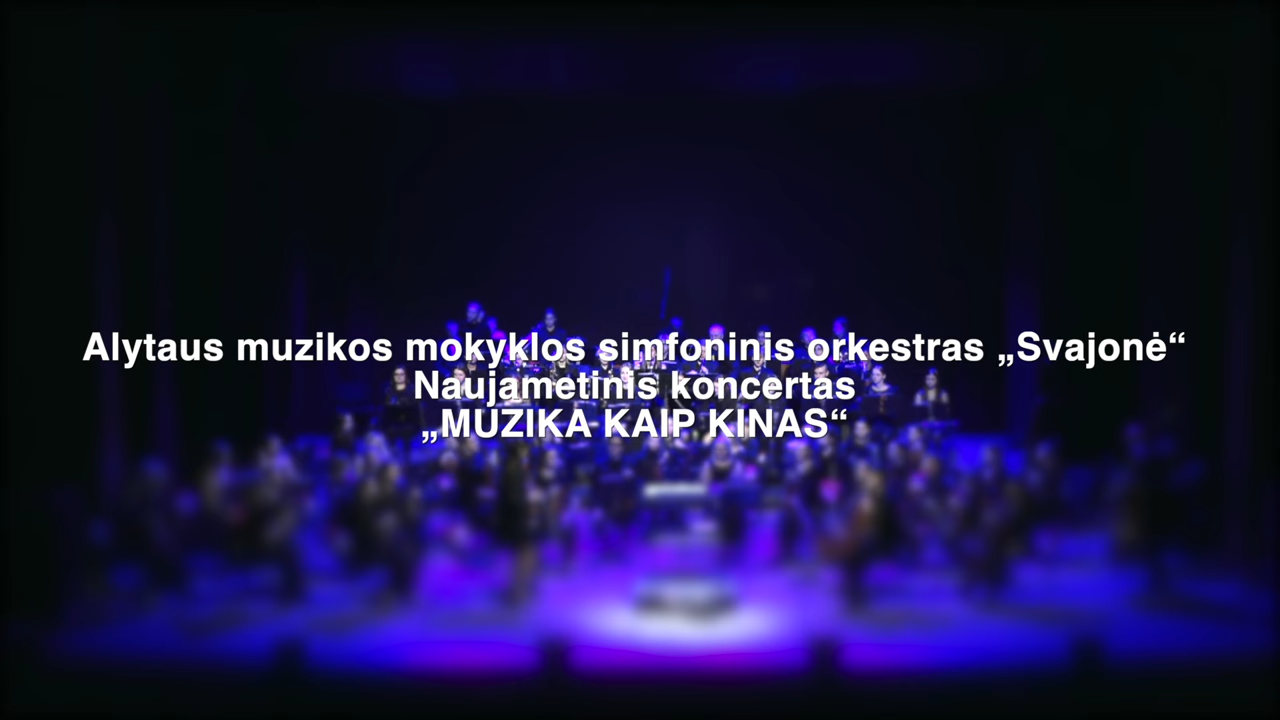 Alytaus muzikos mokyklos simfoninis orkestras „Svajonė“
Naujametinis koncertas
„MUZIKA KAIP KINAS“